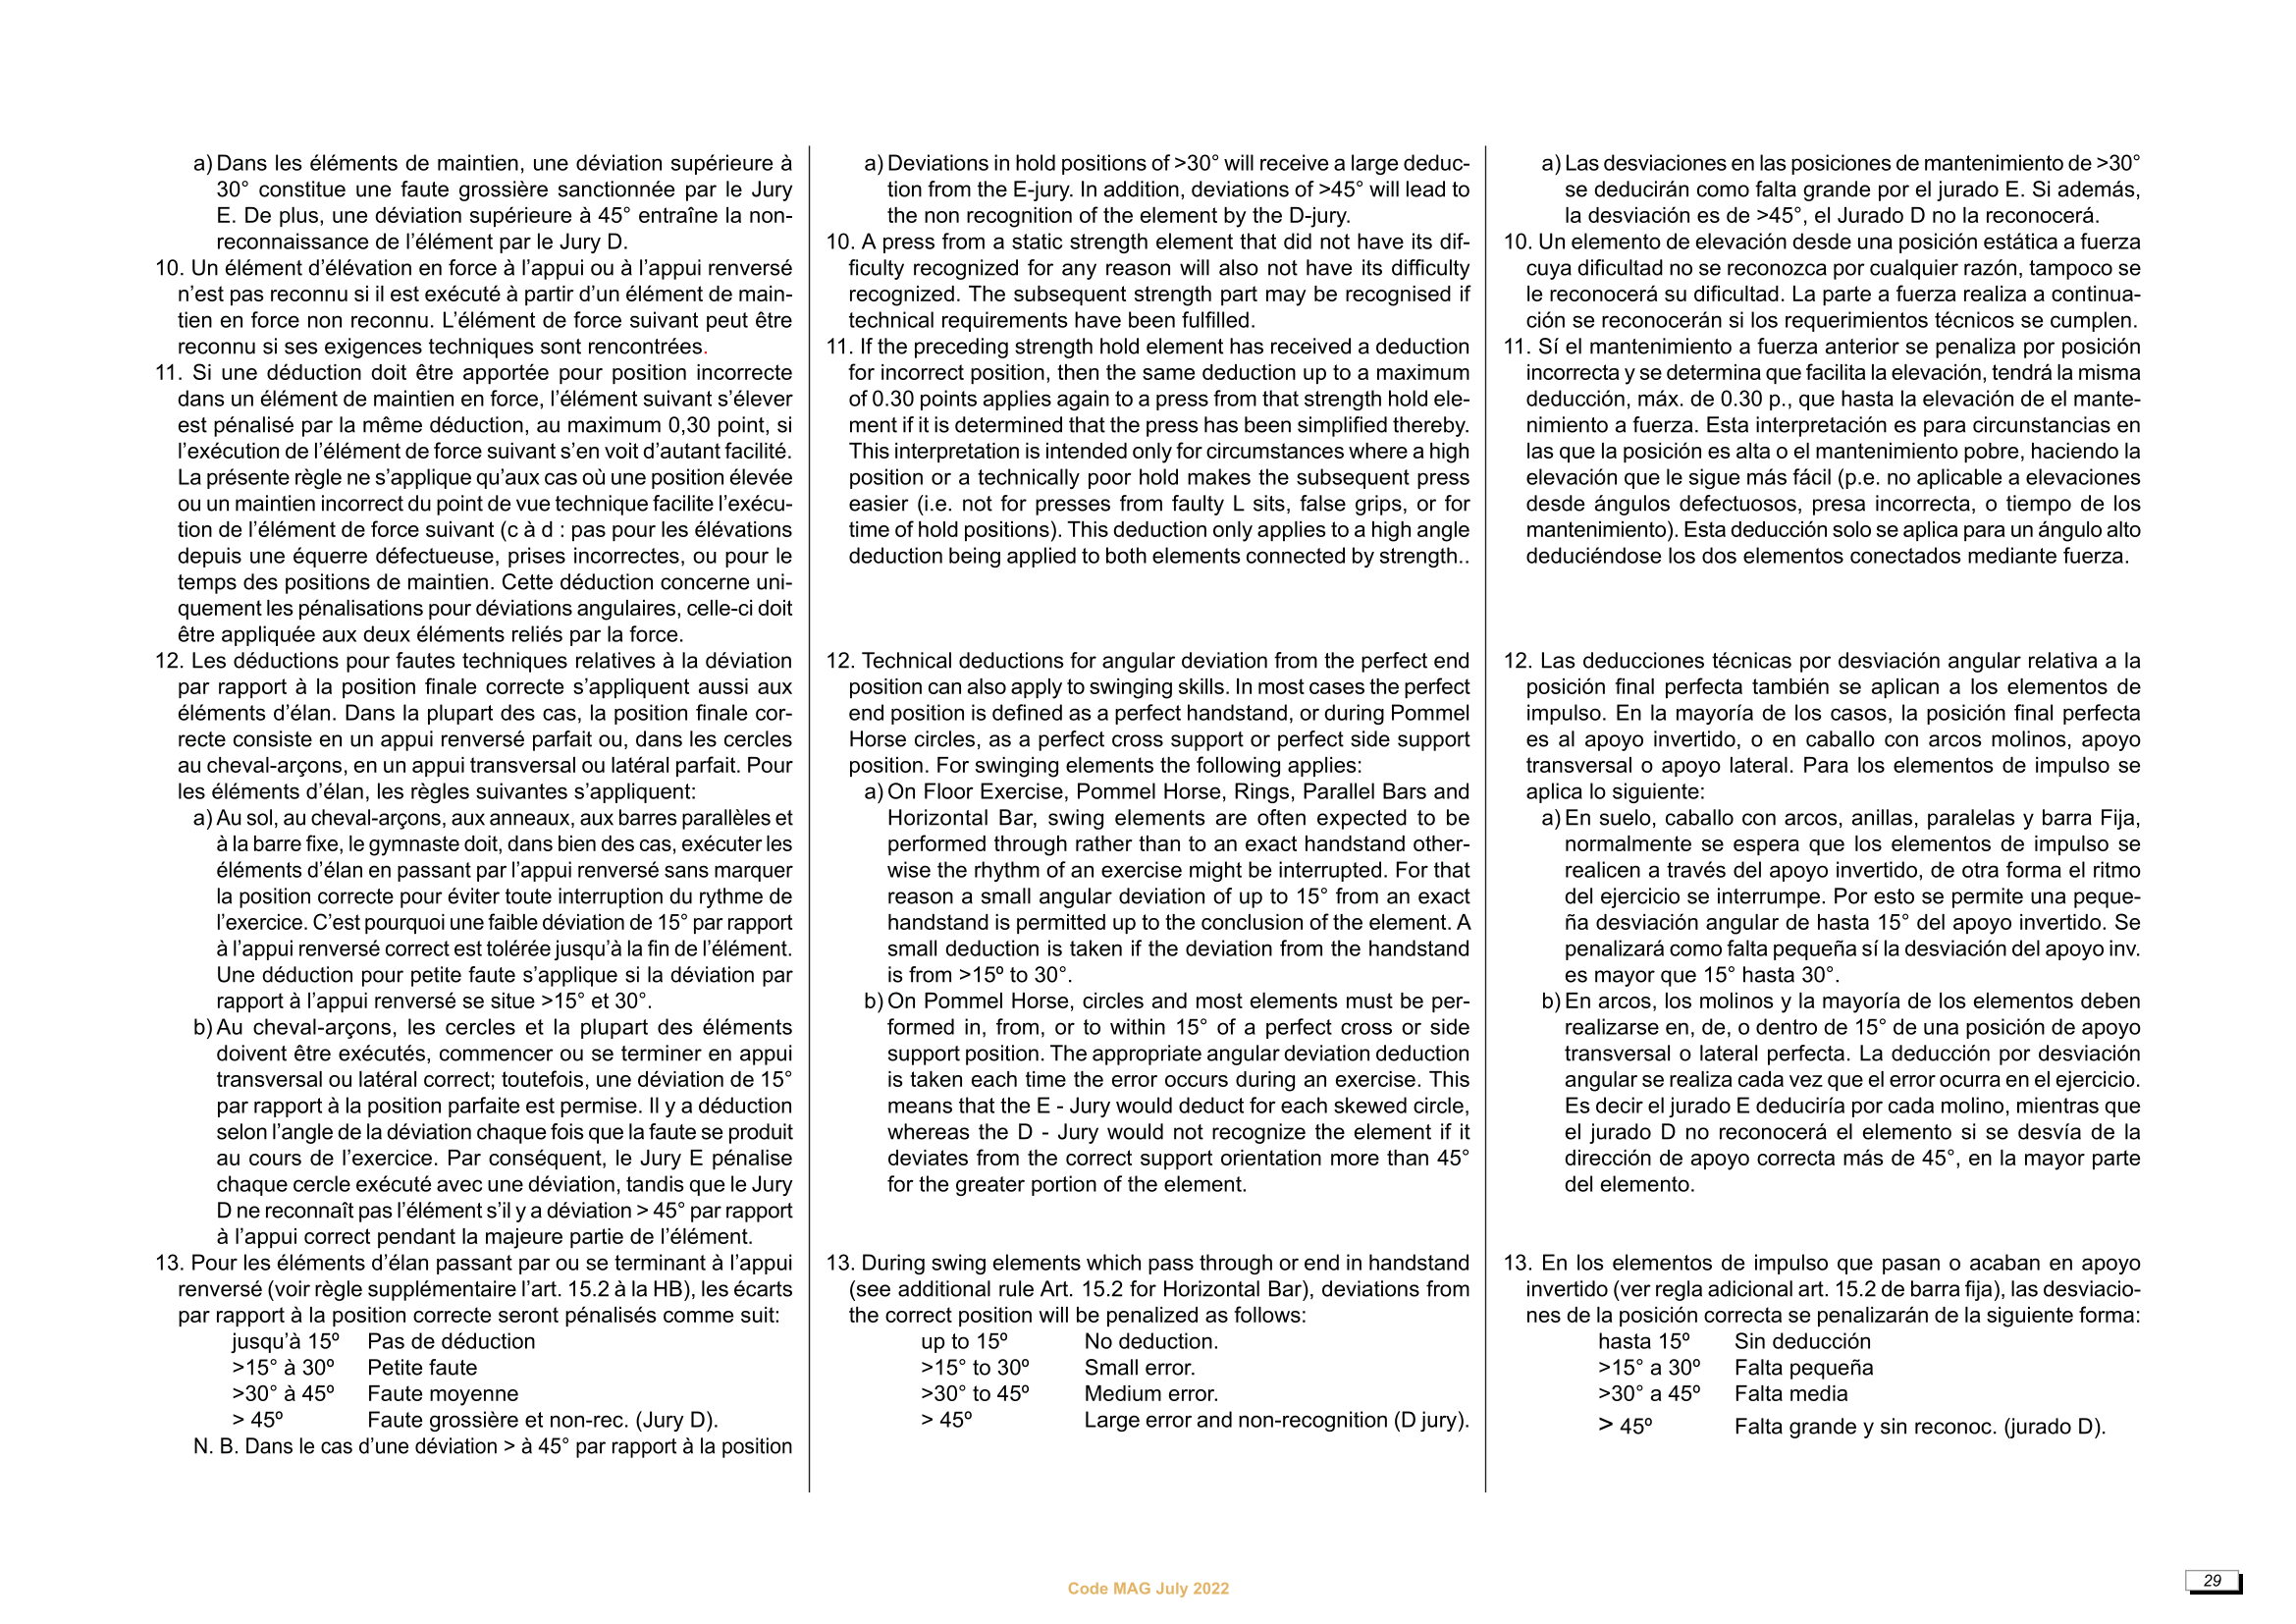 a) Dans les éléments de maintien, une déviation supérieure à
30° constitue une faute grossière sanctionnée par le Jury
E. De plus, une déviation supérieure à 45° entraîne la non-
reconnaissance de l’élément par le Jury D.
10. Un élément d’élévation en force à l’appui ou à l’appui renversé
n’est pas reconnu si il est exécuté à partir d’un élément de main-
tien en force non reconnu. L’élément de force suivant peut être
reconnu si ses exigences techniques sont rencontrées.
11. Si une déduction doit être apportée pour position incorrecte
dans un élément de maintien en force, l’élément suivant s’élever
est pénalisé par la même déduction, au maximum 0,30 point, si
l’exécution de l’élément de force suivant s’en voit d’autant facilité.
La présente règle ne s’applique qu’aux cas où une position élevée
ou un maintien incorrect du point de vue technique facilite l’exécu-
tion de l’élément de force suivant (c à d : pas pour les élévations
depuis une équerre défectueuse, prises incorrectes, ou pour le
temps des positions de maintien. Cette déduction concerne uni-
quement les pénalisations pour déviations angulaires, celle-ci doit
être appliquée aux deux éléments reliés par la force.
12. Les déductions pour fautes techniques relatives à la déviation
par rapport à la position finale correcte s’appliquent aussi aux
éléments d’élan. Dans la plupart des cas, la position finale cor-
recte consiste en un appui renversé parfait ou, dans les cercles
au cheval-arçons, en un appui transversal ou latéral parfait. Pour
les éléments d’élan, les règles suivantes s’appliquent:
a) Au sol, au cheval-arçons, aux anneaux, aux barres parallèles et
à la barre fixe, le gymnaste doit, dans bien des cas, exécuter les
éléments d’élan en passant par l’appui renversé sans marquer
la position correcte pour éviter toute interruption du rythme de
l’exercice. C’est pourquoi une faible déviation de 15° par rapport
à l’appui renversé correct est tolérée jusqu’à la fin de l’élément.
Une déduction pour petite faute s’applique si la déviation par
rapport à l’appui renversé se situe >15° et 30°.
b) Au cheval-arçons, les cercles et la plupart des éléments
doivent être exécutés, commencer ou se terminer en appui
transversal ou latéral correct; toutefois, une déviation de 15°
par rapport à la position parfaite est permise. Il y a déduction
selon l’angle de la déviation chaque fois que la faute se produit
au cours de l’exercice. Par conséquent, le Jury E pénalise
chaque cercle exécuté avec une déviation, tandis que le Jury
D ne reconnaît pas l’élément s’il y a déviation > 45° par rapport
à l’appui correct pendant la majeure partie de l’élément.
13. Pour les éléments d’élan passant par ou se terminant à l’appui
renversé (voir règle supplémentaire l’art. 15.2 à la HB), les écarts
par rapport à la position correcte seront pénalisés comme suit:
jusqu’à 15º Pas de déduction
>15° à 30º Petite faute
>30° à 45º Faute moyenne
> 45º Faute grossière et non-rec. (Jury D).
N. B. Dans le cas d’une déviation > à 45° par rapport à la position
a) Deviations in hold positions of >30° will receive a large deduc-
tion from the E-jury. In addition, deviations of >45° will lead to
the non recognition of the element by the D-jury.
10. A press from a static strength element that did not have its dif-
ficulty recognized for any reason will also not have its difficulty
recognized. The subsequent strength part may be recognised if
technical requirements have been fulfilled.
11. If the preceding strength hold element has received a deduction
for incorrect position, then the same deduction up to a maximum
of 0.30 points applies again to a press from that strength hold ele-
ment if it is determined that the press has been simplified thereby.
This interpretation is intended only for circumstances where a high
position or a technically poor hold makes the subsequent press
easier (i.e. not for presses from faulty L sits, false grips, or for
time of hold positions). This deduction only applies to a high angle
deduction being applied to both elements connected by strength..
12. Technical deductions for angular deviation from the perfect end
position can also apply to swinging skills. In most cases the perfect
end position is defined as a perfect handstand, or during Pommel
Horse circles, as a perfect cross support or perfect side support
position. For swinging elements the following applies:
a) On Floor Exercise, Pommel Horse, Rings, Parallel Bars and
Horizontal Bar, swing elements are often expected to be
performed through rather than to an exact handstand other-
wise the rhythm of an exercise might be interrupted. For that
reason a small angular deviation of up to 15° from an exact
handstand is permitted up to the conclusion of the element. A
small deduction is taken if the deviation from the handstand
is from >15º to 30°.
b) On Pommel Horse, circles and most elements must be per-
formed in, from, or to within 15° of a perfect cross or side
support position. The appropriate angular deviation deduction
is taken each time the error occurs during an exercise. This
means that the E - Jury would deduct for each skewed circle,
whereas the D - Jury would not recognize the element if it
deviates from the correct support orientation more than 45°
for the greater portion of the element.
13. During swing elements which pass through or end in handstand
(see additional rule Art. 15.2 for Horizontal Bar), deviations from
the correct position will be penalized as follows:
up to 15º No deduction.
>15° to 30º Small error.
>30° to 45º Medium error.
> 45º Large error and non-recognition (D jury).
a) Las desviaciones en las posiciones de mantenimiento de >30°
se deducirán como falta grande por el jurado E. Si además,
la desviación es de >45°, el Jurado D no la reconocerá.
10. Un elemento de elevación desde una posición estática a fuerza
cuya dificultad no se reconozca por cualquier razón, tampoco se
le reconocerá su dificultad. La parte a fuerza realiza a continua-
ción se reconocerán si los requerimientos técnicos se cumplen.
11. Sí el mantenimiento a fuerza anterior se penaliza por posición
incorrecta y se determina que facilita la elevación, tendrá la misma
deducción, máx. de 0.30 p., que hasta la elevación de el mante-
nimiento a fuerza. Esta interpretación es para circunstancias en
las que la posición es alta o el mantenimiento pobre, haciendo la
elevación que le sigue más fácil (p.e. no aplicable a elevaciones
desde ángulos defectuosos, presa incorrecta, o tiempo de los
mantenimiento). Esta deducción solo se aplica para un ángulo alto
deduciéndose los dos elementos conectados mediante fuerza.
12. Las deducciones técnicas por desviación angular relativa a la
posición final perfecta también se aplican a los elementos de
impulso. En la mayoría de los casos, la posición final perfecta
es al apoyo invertido, o en caballo con arcos molinos, apoyo
transversal o apoyo lateral. Para los elementos de impulso se
aplica lo siguiente:
a) En suelo, caballo con arcos, anillas, paralelas y barra Fija,
normalmente se espera que los elementos de impulso se
realicen a través del apoyo invertido, de otra forma el ritmo
del ejercicio se interrumpe. Por esto se permite una peque-
ña desviación angular de hasta 15° del apoyo invertido. Se
penalizará como falta pequeña sí la desviación del apoyo inv.
es mayor que 15° hasta 30°.
b) En arcos, los molinos y la mayoría de los elementos deben
realizarse en, de, o dentro de 15° de una posición de apoyo
transversal o lateral perfecta. La deducción por desviación
angular se realiza cada vez que el error ocurra en el ejercicio.
Es decir el jurado E deduciría por cada molino, mientras que
el jurado D no reconocerá el elemento si se desvía de la
dirección de apoyo correcta más de 45°, en la mayor parte
del elemento.
13. En los elementos de impulso que pasan o acaban en apoyo
invertido (ver regla adicional art. 15.2 de barra fija), las desviacio-
nes de la posición correcta se penalizarán de la siguiente forma:
hasta 15º Sin deducción
>15° a 30º Falta pequeña
>30° a 45º Falta media
> 45º Falta grande y sin reconoc. (jurado D).
Code MAG July 2022
29